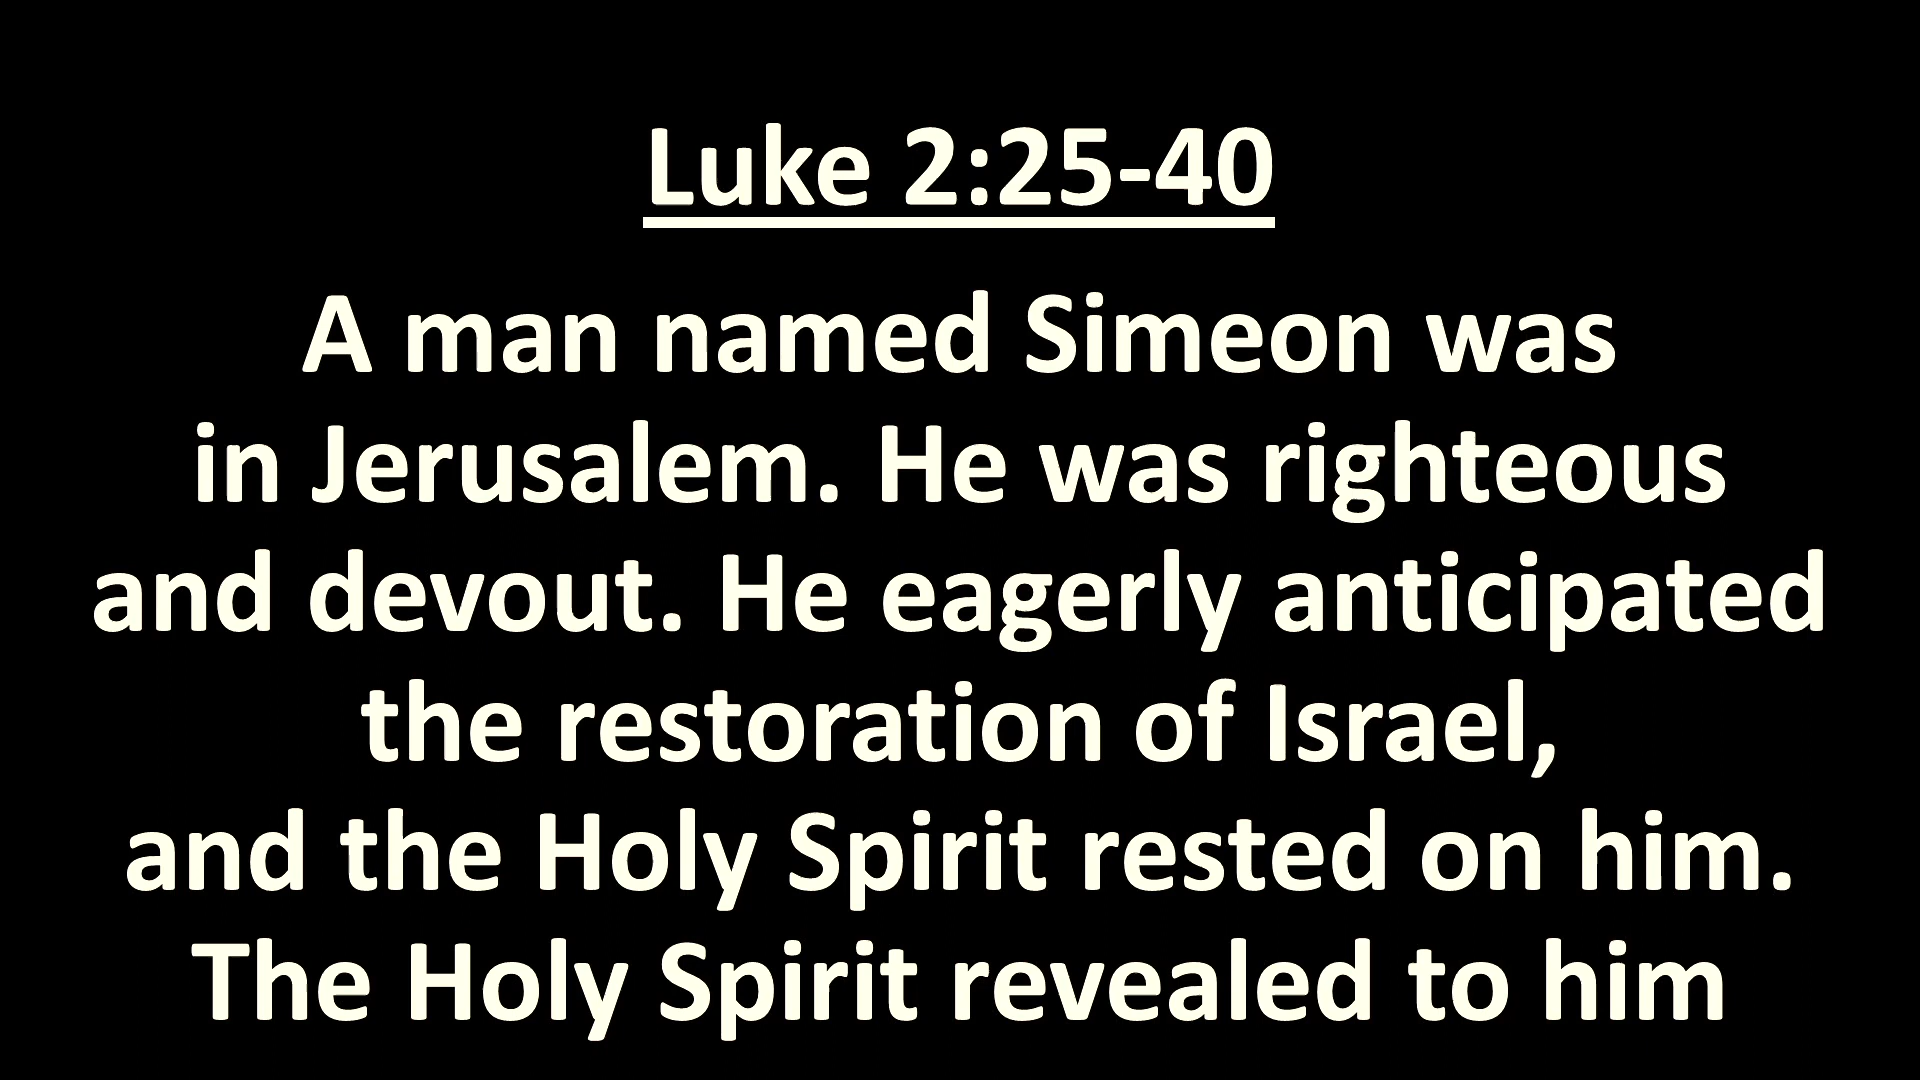 Luke 2:25-40
A man named Simeon was
in Jerusalem. He was righteous
and devout. He eagerly anticipated
the restoration of Israel,
and the Holy Spirit rested on him.
The Holy Spirit revealed to him